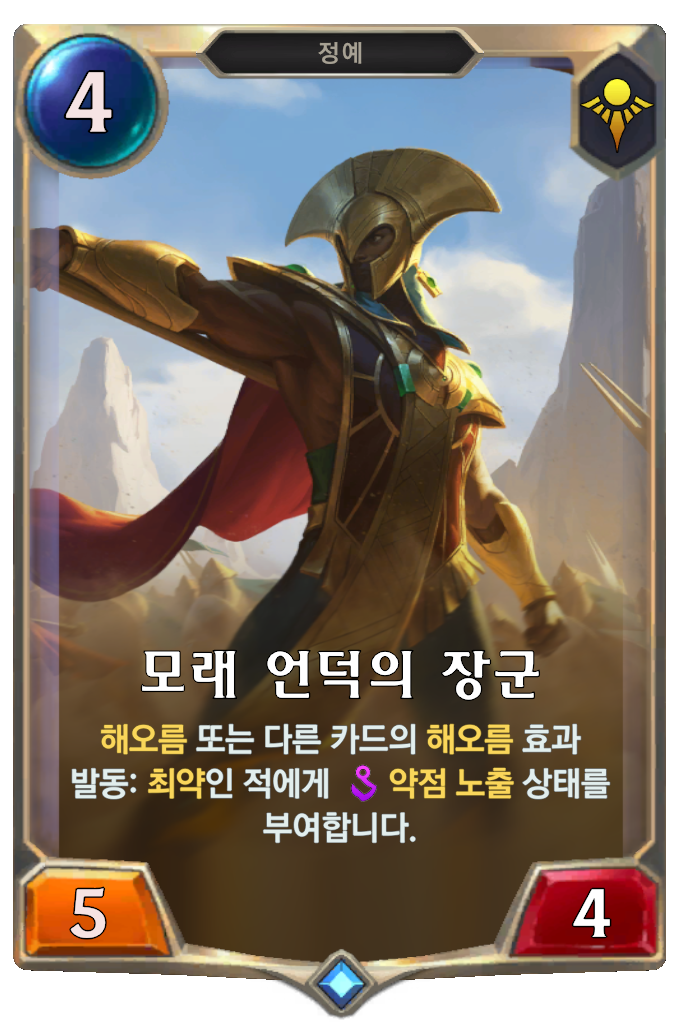 정예
4
모래 언덕의 장군
해오름 또는 다른 카드의 해오름 효과
발동: 최약인 적에게 약점 노출 상태를
부여합니다.
5
4